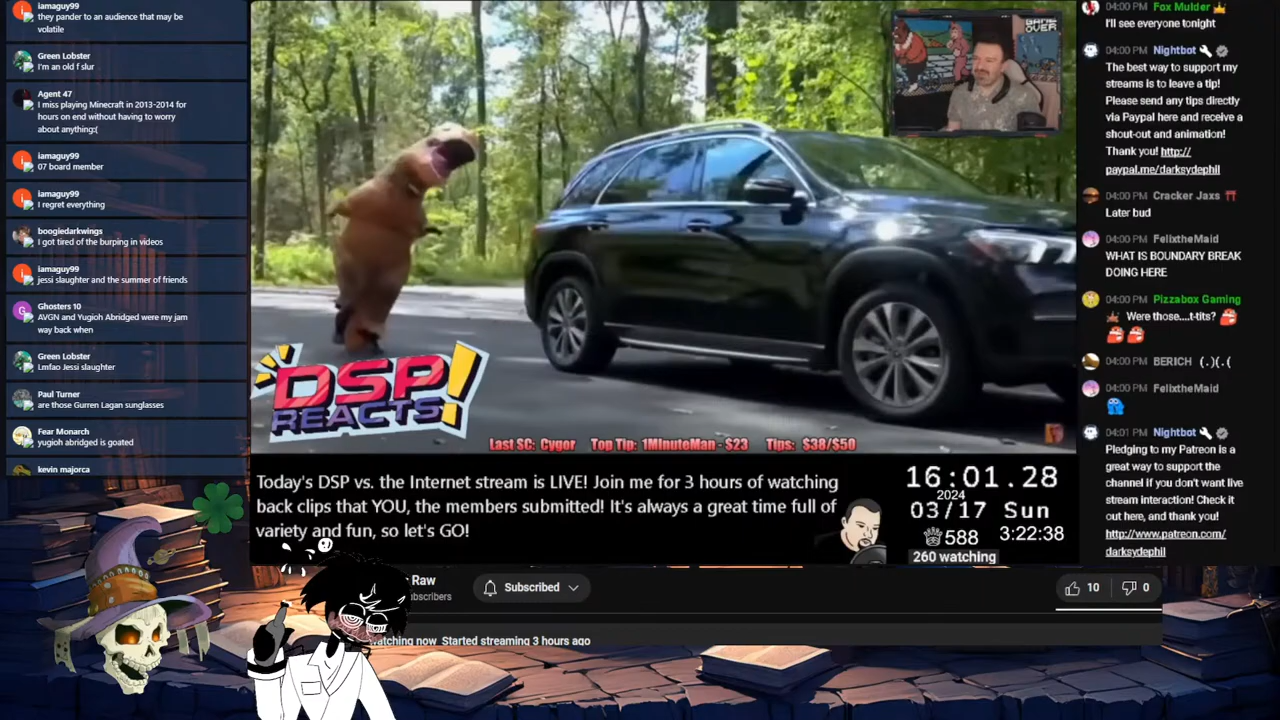 iamaguy99
they pander to an audience that may be
volatile
Green Lobster
I'm an old f slur
Agent 47
I miss playing Minecraft in 2013-2014 for
hours on end without having to worry
about anything:(
iamaguy99
07 board member
iamaguy99
I regret everything
boogiedarkwings
I got tired of the burping in videos
iamaguy99
jessi slaughter and the summer of friends
Ghosters 10
AVGN and Yugioh Abridged were my jam
way back when
Green Lobster
Lmfao Jessi slaughter
Paul Turner
are those Gurren Lagan sunglasses
Fear Monarch
yugioh abridged is goated
kevin majorca
GAME
OVER
DSP
REACTS!
Last SC: Cygor Top Tip: 1MinuteMan - $23 Tips: $38/$50
Today's DSP vs. the Internet stream is LIVE! Join me for 3 hours of watching
back clips that YOU, the members submitted! It's always a great time full of
variety and fun, so let's GO!
16:01.28
2024
03/17 Sun
588 3:22:38
260 watching
Raw
Subscribed
10
0
watching now Started streaming 3 hours ago
04:00 PM Fox Mulder
I'll see everyone tonight
04:00 PM Nightbot
The best way to support my
streams is to leave a tip!
Please send any tips directly
via Paypal here and receive a
shout-out and animation!
Thank you! http://
paypal.me/darksydephil
04:00 PM Cracker Jaxs
Later bud
04:00 PM FelixtheMaid
WHAT IS BOUNDARY BREAK
DOING HERE
04:00 PM Pizzabox Gaming
Were those....t-tits?
04:00 PM BERICH (.)(.(
04:00 PM FelixtheMaid
04:01 PM Nightbot
Pledging to my Patreon is a
great way to support the
channel if you don't want live
stream interaction! Check it
out here, and thank you!
http://www.patreon.com/
darksydephil